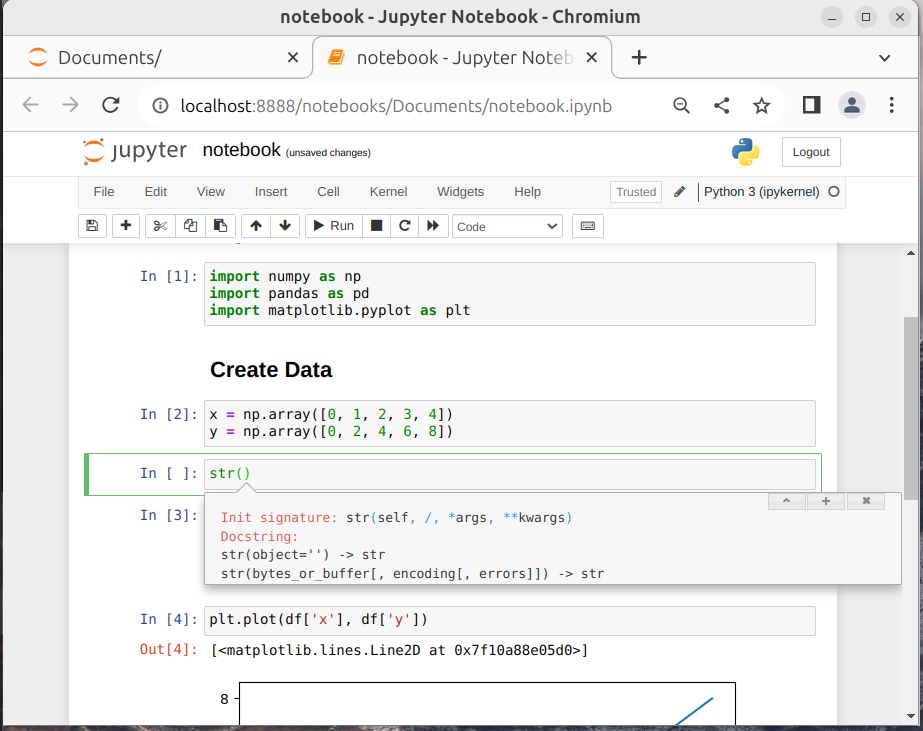 notebook - Jupyter Notebook - Chromium
Documents/
notebook - Jupyter Noteb
localhost:8888/notebooks/Documents/notebook.ipynb
jupyter notebook (unsaved changes)
Logout
File Edit View Insert Cell Kernel Widgets Help Trusted Python 3 (ipykernel)
Run Code
In [1]: import numpy as np
import pandas as pd
import matplotlib.pyplot as plt
Create Data
In [2]: x = np.array([0, 1, 2, 3, 4])
y = np.array([0, 2, 4, 6, 8])
In [ ]: str()
In [3]:
Init signature: str(self, /, *args, **kwargs)
Docstring:
str(object='') -> str
str(bytes_or_buffer[, encoding[, errors]]) -> str
In [4]: plt.plot(df['x'], df['y'])
Out[4]: [<matplotlib.lines.Line2D at 0x7f10a88e05d0>]
8